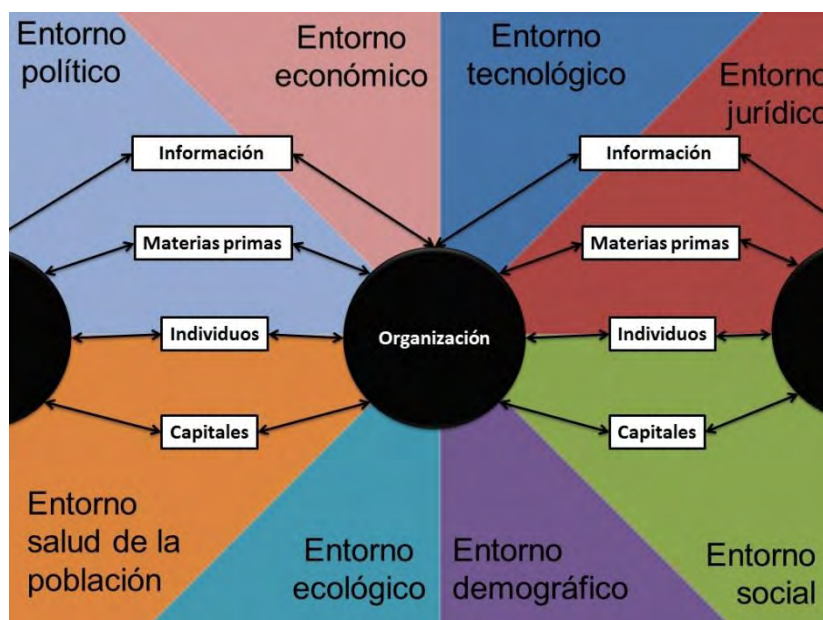 Entorno
político
Entorno
económico
Entorno
tecnológico
Entorno
jurídico
Información
Información
Materias primas
Materias primas
Individuos
Organización
Individuos
Capitales
Capitales
Entorno
salud de la
población
Entorno
ecológico
Entorno
demográfico
Entorno
social